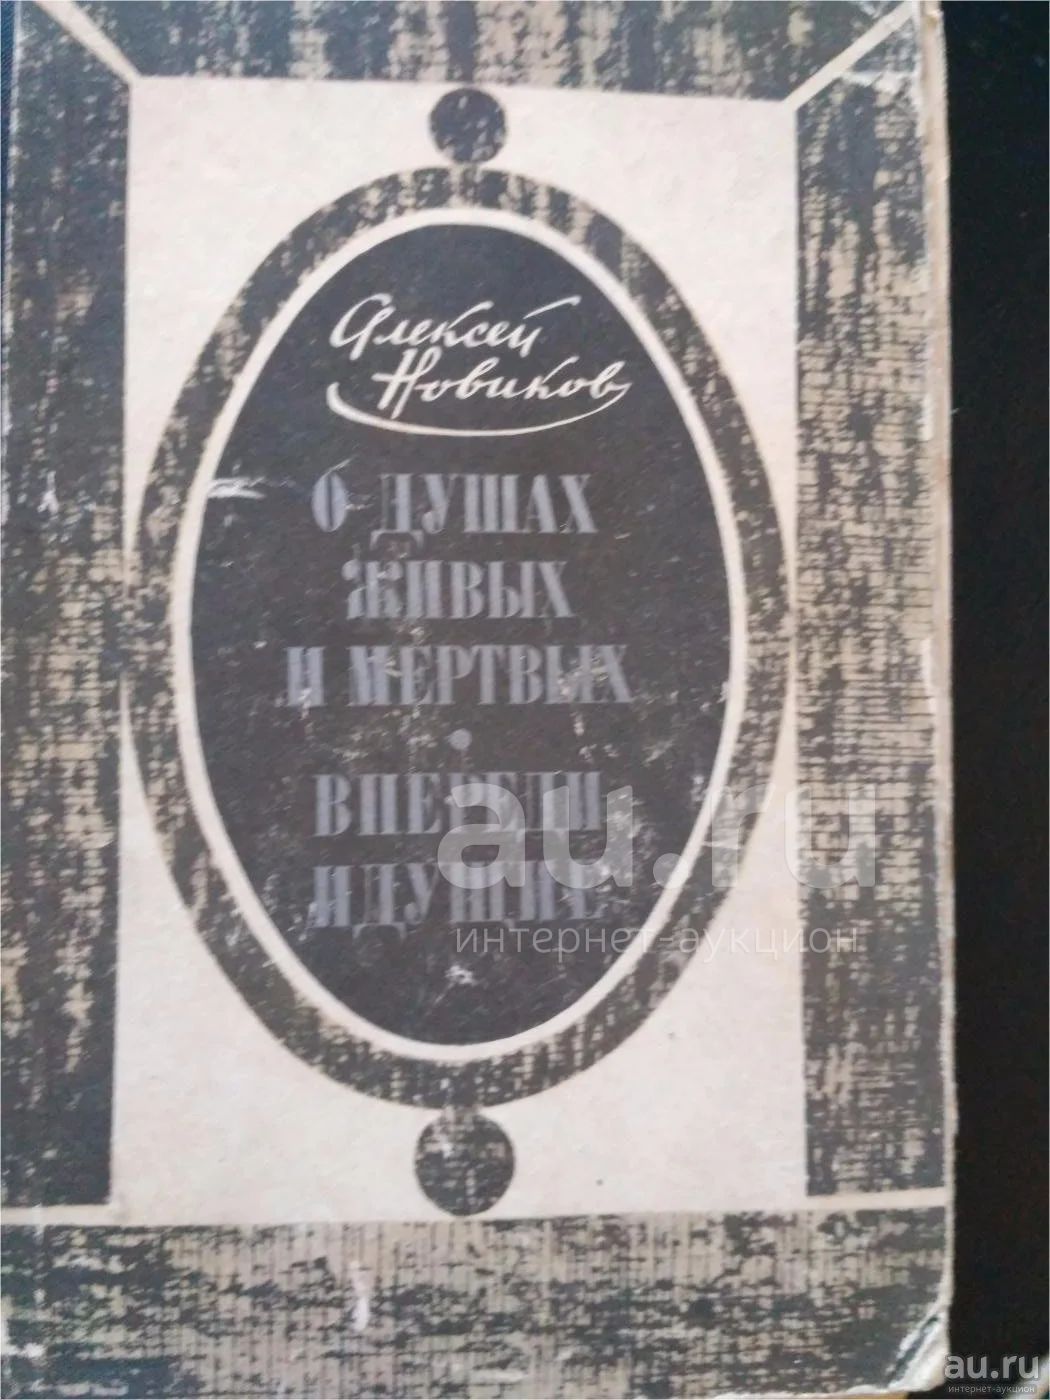 Алексей
Новиков
О ДУШАХ
ЖИВЫХ
И МЕРТВЫХ
•
ВПЕРЕДИ
ИДУЩИЕ
au.ru
интернет-аукцион
au.ru
интернет-аукцион